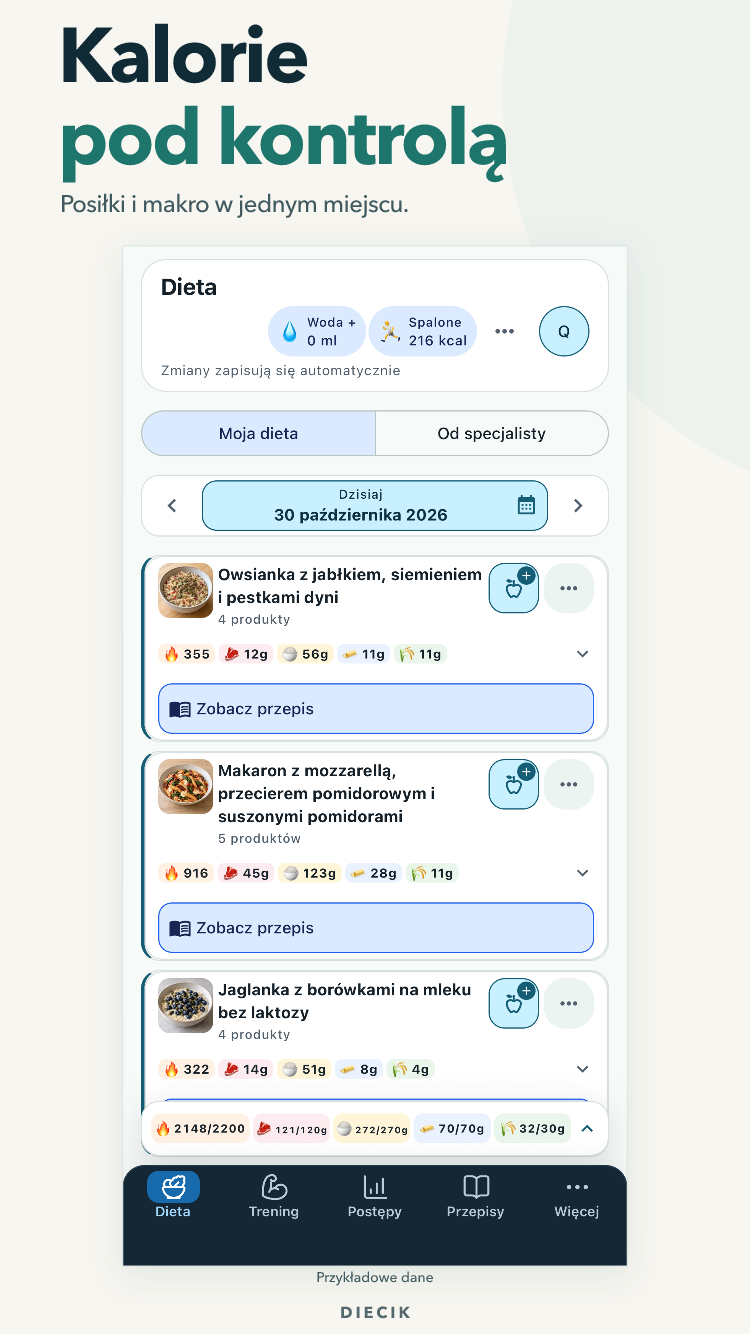 Kalorie
pod kontrolą
Posiłki i makro w jednym miejscu.
Dieta
Woda +
0 ml
Spalone
216 kcal
Q
Zmiany zapisują się automatycznie
Moja dieta
Od specjalisty
Dzisiaj
30 października 2026
Owsianka z jabłkiem, siemieniem
i pestkami dyni
4 produkty
355 12g 56g 11g 11g
Zobacz przepis
Makaron z mozzarellą,
przecierem pomidorowym i
suszonymi pomidorami
5 produktów
916 45g 123g 28g 11g
Zobacz przepis
Jaglanka z borówkami na mleku
bez laktozy
4 produkty
322 14g 51g 8g 4g
2148/2200 121/120g 272/270g 70/70g 32/30g
Dieta Trening Postępy Przepisy Więcej
Przykładowe dane
DIECIK